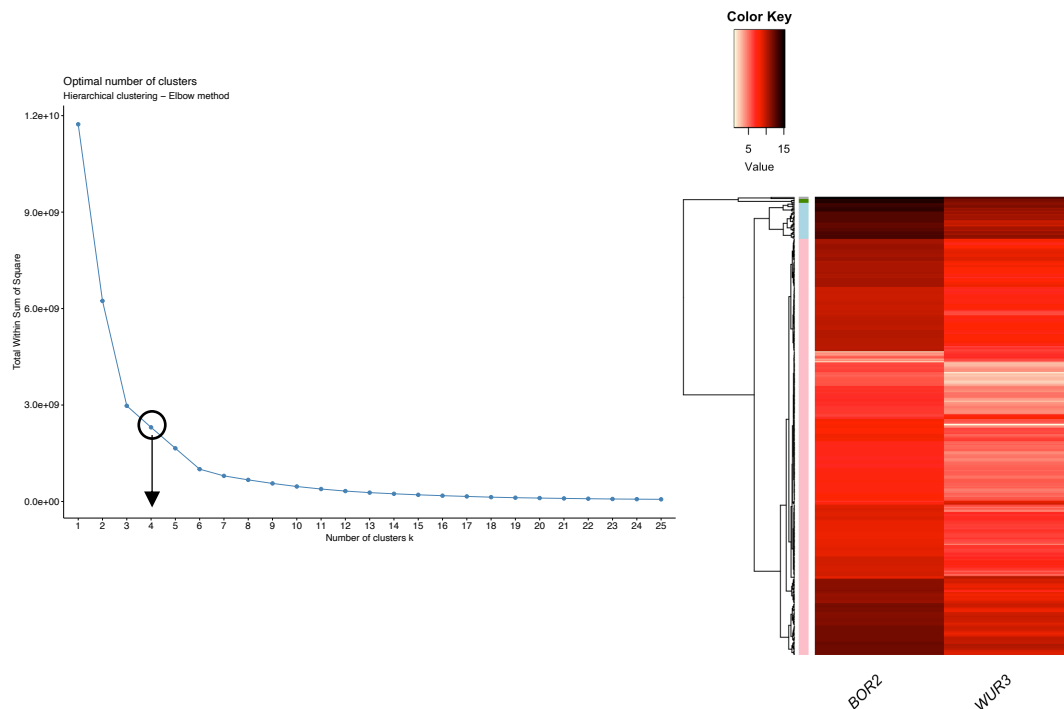 Optimal number of clusters
Hierarchical clustering − Elbow method
Total Within Sum of Square
1.2e+10
9.0e+09
6.0e+09
3.0e+09
0.0e+00
1 2 3 4 5 6 7 8 9 10 11 12 13 14 15 16 17 18 19 20 21 22 23 24 25
Number of clusters k
Color Key
5 15
Value
BOR2 WUR3